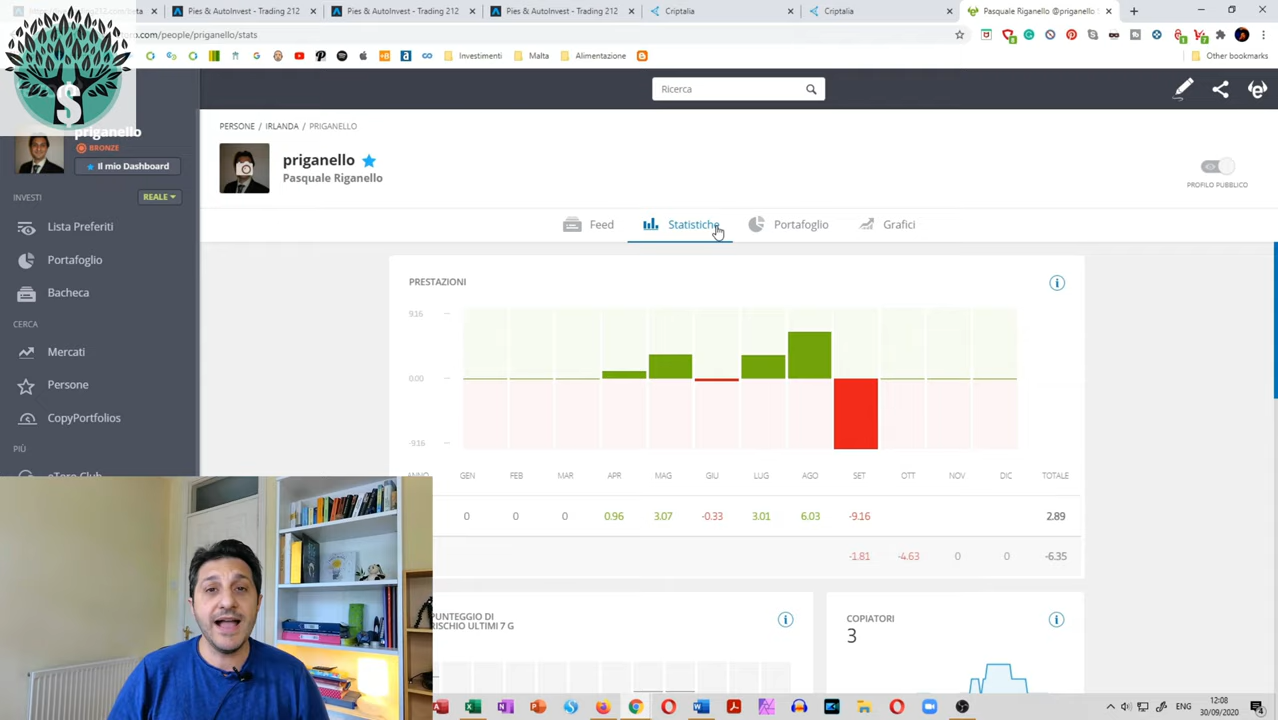 Pies & AutoInvest - Trading 212
Pies & AutoInvest - Trading 212
Pies & AutoInvest - Trading 212
Criptalia
Criptalia
Pasquale Riganello @priganello
/people/priganello/stats
G
a
GO
Investimenti
Malta
Alimentazione
Other bookmarks
$
Ricerca
priganello
BRONZE
Il mio Dashboard
PERSONE / IRLANDA / PRIGANELLO
priganello
Pasquale Riganello
PROFILO PUBBLICO
INVESTI
REALE
Lista Preferiti
Portafoglio
Bacheca
CERCA
Mercati
Persone
CopyPortfolios
PIÙ
eToro Club
Feed
Statistiche
Portafoglio
Grafici
PRESTAZIONI
9.16
0.00
-9.16
ANNO GEN FEB MAR APR MAG GIU LUG AGO SET OTT NOV DIC TOTALE
0 0 0 0.96 3.07 -0.33 3.01 6.03 -9.16 2.89
-1.81 -4.63 0 0 -6.35
PUNTEGGIO DI
RISCHIO ULTIMI 7 G
COPIATORI
3
ENG
12:08
30/09/2020